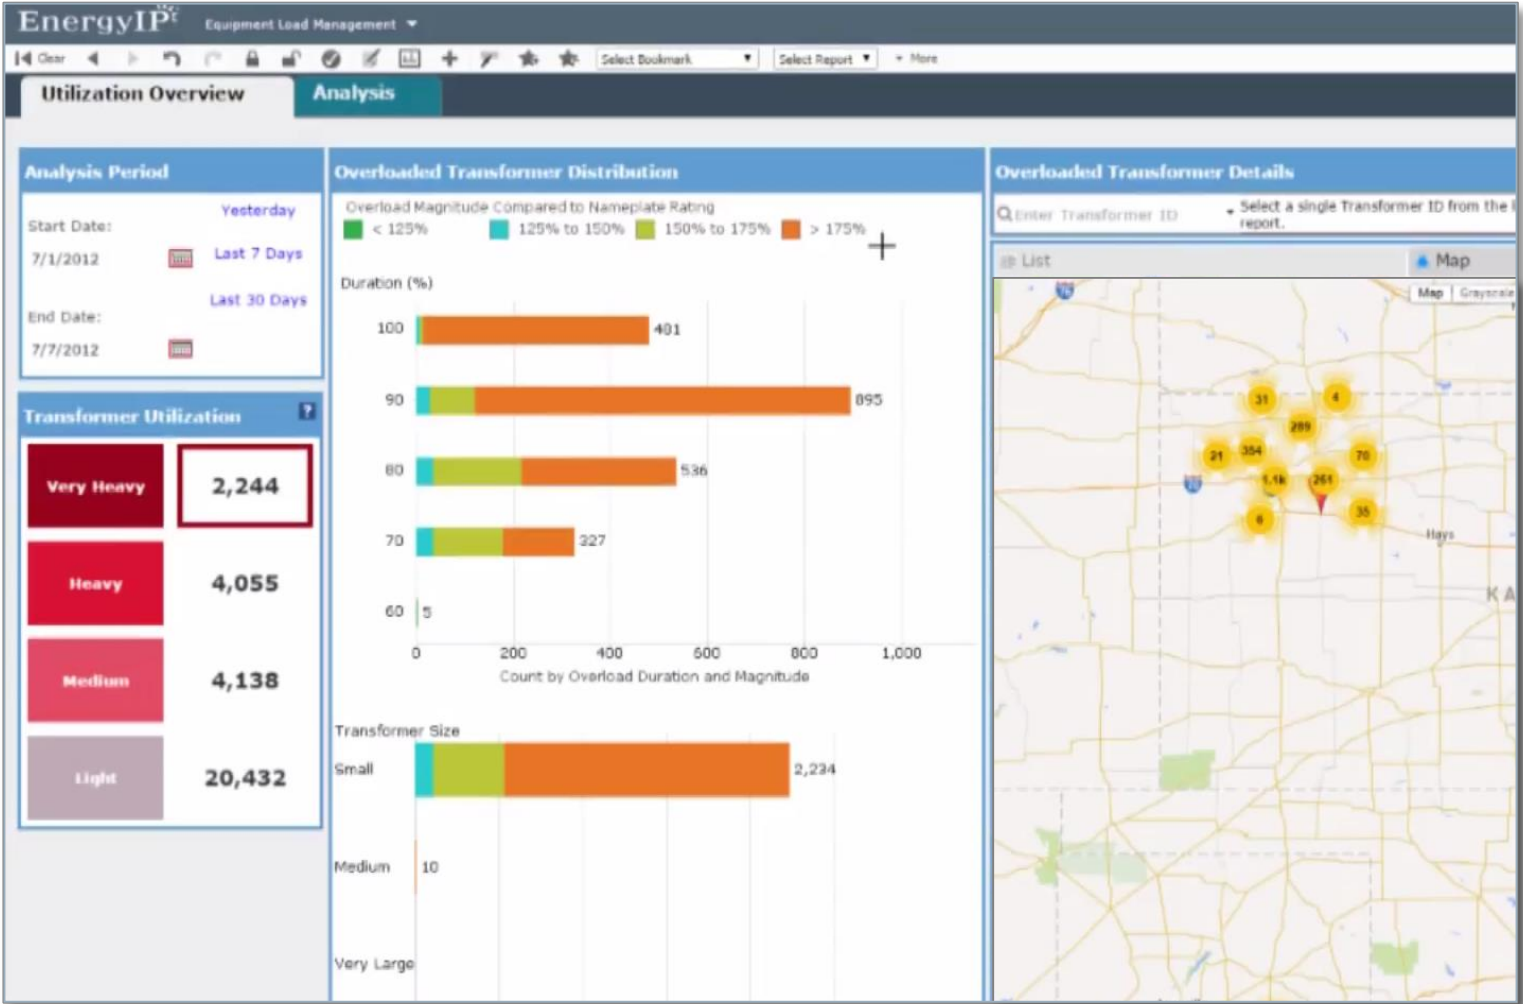 EnergyIP
Equipment Load Management
Clear
Select Bookmark
Select Report
More
Utilization Overview
Analysis
Analysis Period
Start Date:
Yesterday
7/1/2012
Last 7 Days
Last 30 Days
End Date:
7/7/2012
Transformer Utilization
?
Very Heavy 2,244
Heavy 4,055
Medium 4,138
Light 20,432
Overloaded Transformer Distribution
Overload Magnitude Compared to Nameplate Rating
< 125% 125% to 150% 150% to 175% > 175%
Duration (%)
100 481
90 895
80 536
70 327
60 5
0 200 400 600 800 1,000
Count by Overload Duration and Magnitude
Transformer Size
Small 2,234
Medium 10
Very Large
Overloaded Transformer Details
Enter Transformer ID
Select a single Transformer ID from the
report.
List
Map
Map Grayscale
31
4
289
21
354
70
1.1k
261
6
35
Hays
K A